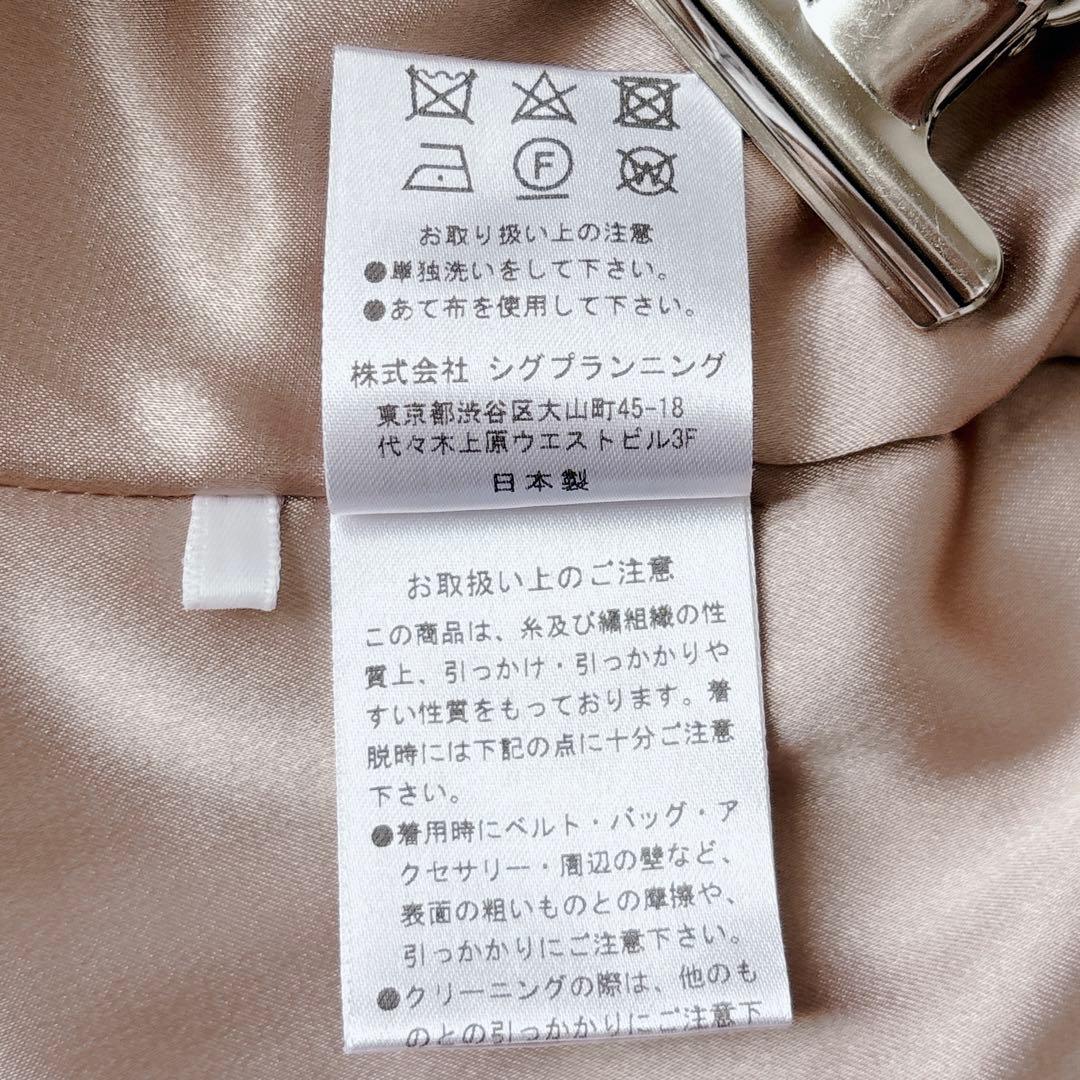 F
W
お取り扱い上の注意
●単独洗いをして下さい。
●あて布を使用して下さい。
株式会社 シグプランニング
東京都渋谷区大山町45-18
代々木上原ウエストビル3F
日本製
お取扱い上のご注意
この商品は、糸及び編組織の性
質上、引っかけ・引っかかりや
すい性質をもっております。着
脱時には下記の点に十分ご注意
下さい。
●着用時にベルト・バッグ・ア
クセサリー・周辺の壁など、
表面の粗いものとの摩擦や、
引っかかりにご注意下さい。
●クリーニングの際は、他のも
のとの引っかかりにご注意下